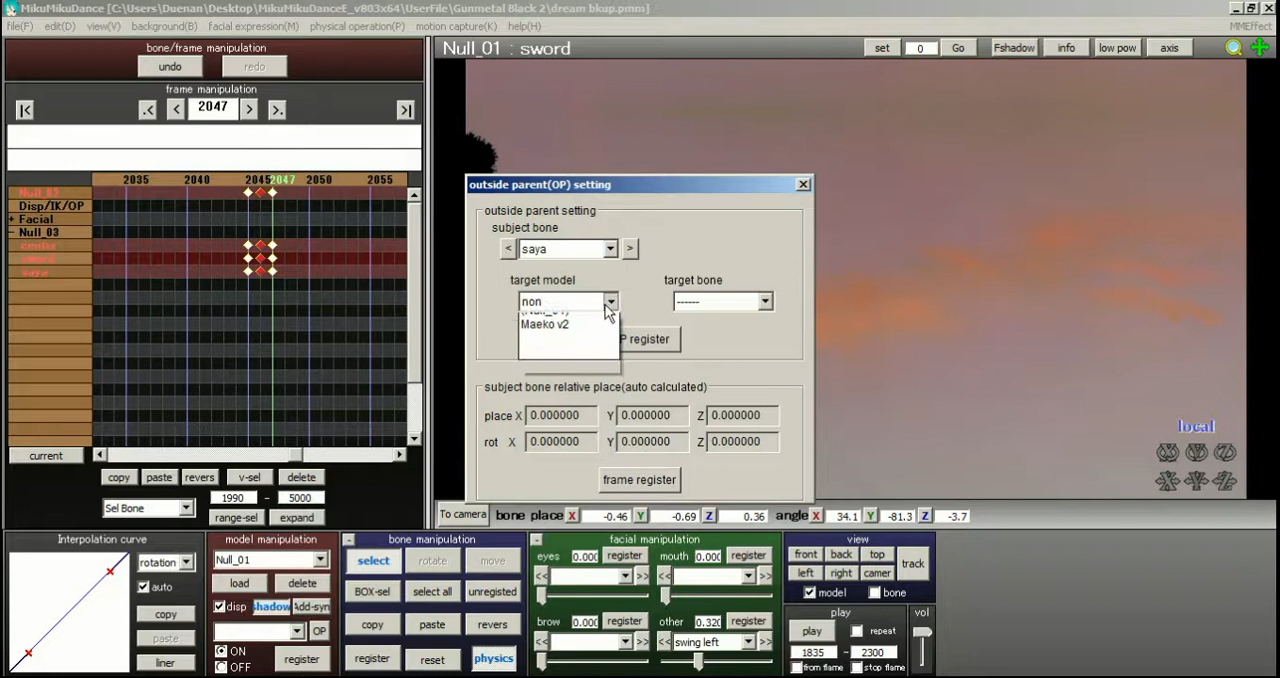 MikuMikuDance [C:\Users\Duenan\Desktop\MikuMikuDanceE_v803x64\UserFile\Gunmetal Black 2\dream bkup.pmm]
file(F) edit(D) view(V) background(B) facial expression(M) physical operation(P) motion capture(K) help(H) MMEffect
bone/frame manipulation
undo redo
Null_01 : sword set 0 Go Fshadow info low pow axis
frame manipulation
|< .< < 2047 > >. >|
2035 2040 2045 2047 2050 2055
Disp/IK/OP
+ Facial
- Null_03
center
sword
saya
outside parent(OP) setting
outside parent setting
subject bone
< saya >
target model target bone
non ------
Maeko v2
P register
subject bone relative place(auto calculated)
place X 0.000000 Y 0.000000 Z 0.000000
rot X 0.000000 Y 0.000000 Z 0.000000
frame register
local
current
copy paste revers v-sel delete
Sel Bone 1990 - 5000
range-sel expand
To camera bone place X -0.46 Y -0.69 Z 0.36 angle X 34.1 Y -81.3 Z -3.7
Interpolation curve
rotation
auto
copy
paste
liner
model manipulation
Null_01
load delete
disp shadow Add-syn
OP
ON
OFF
register
- bone manipulation
select rotate move
BOX-sel select all unregisted
copy paste revers
register reset physics
- facial manipulation
eyes 0.000 register mouth 0.000 register
<< >> << >>
brow 0.000 register other 0.320 register
<< >> << swing left >>
view
front back top
left right camer
track
model bone
play vol
play repeat
1835 ~ 2300
from flame stop flame